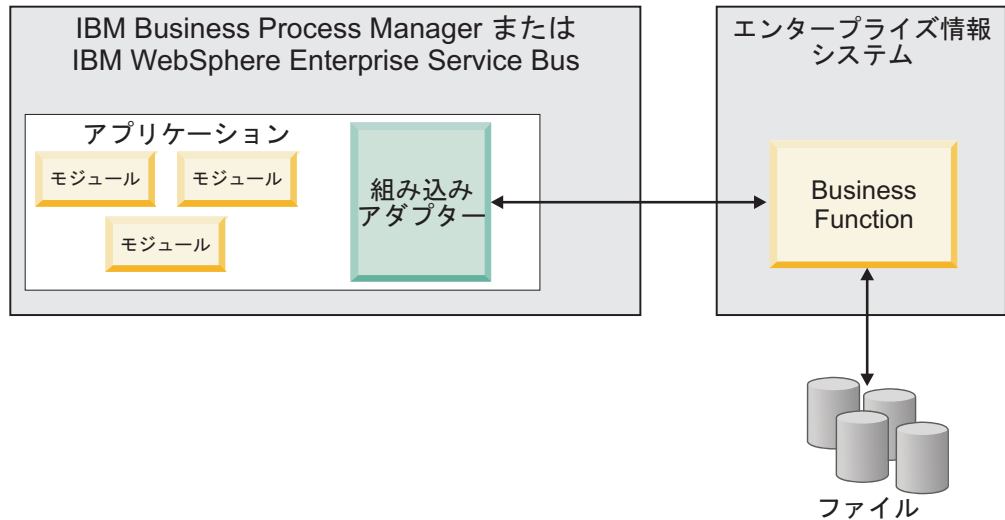 IBM Business Process Manager または
IBM WebSphere Enterprise Service Bus
アプリケーション
モジュール
モジュール
モジュール
組み込み
アダプター
エンタープライズ情報
システム
Business
Function
ファイル